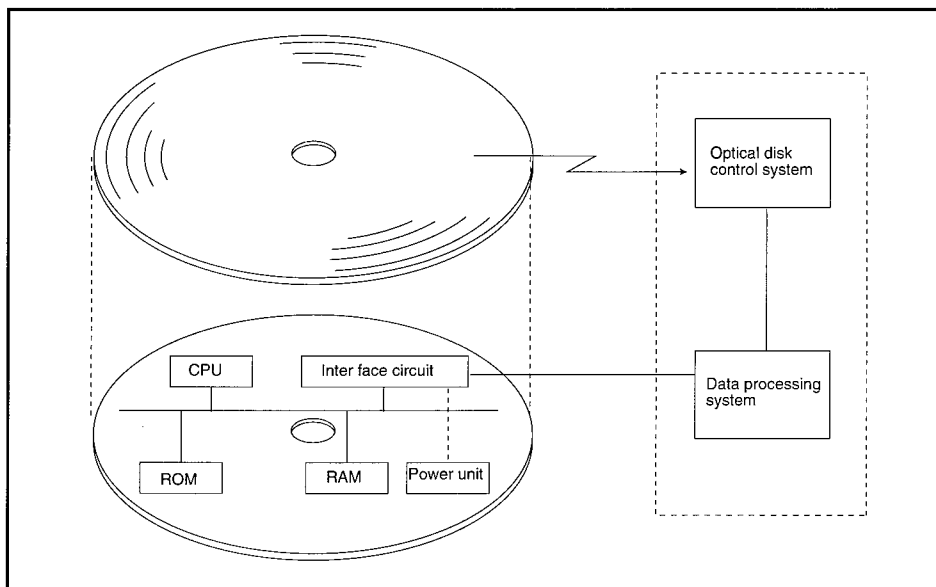 Optical disk
control system
CPU
Inter face circuit
Data processing
system
ROM
RAM
Power unit